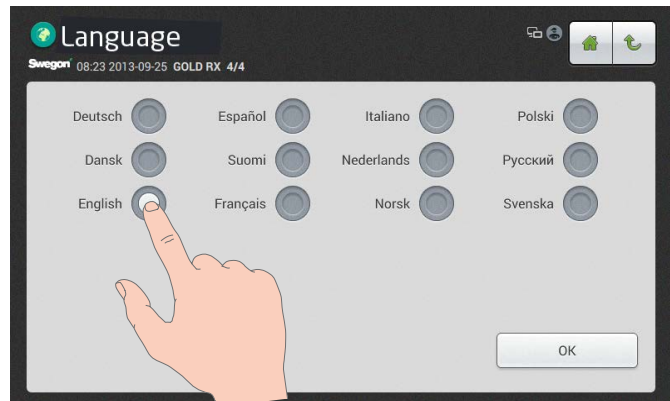 Language
Swegon 08:23 2013-09-25 GOLD RX 4/4
Deutsch Español Italiano Polski
Dansk Suomi Nederlands Русский
English Français Norsk Svenska
OK